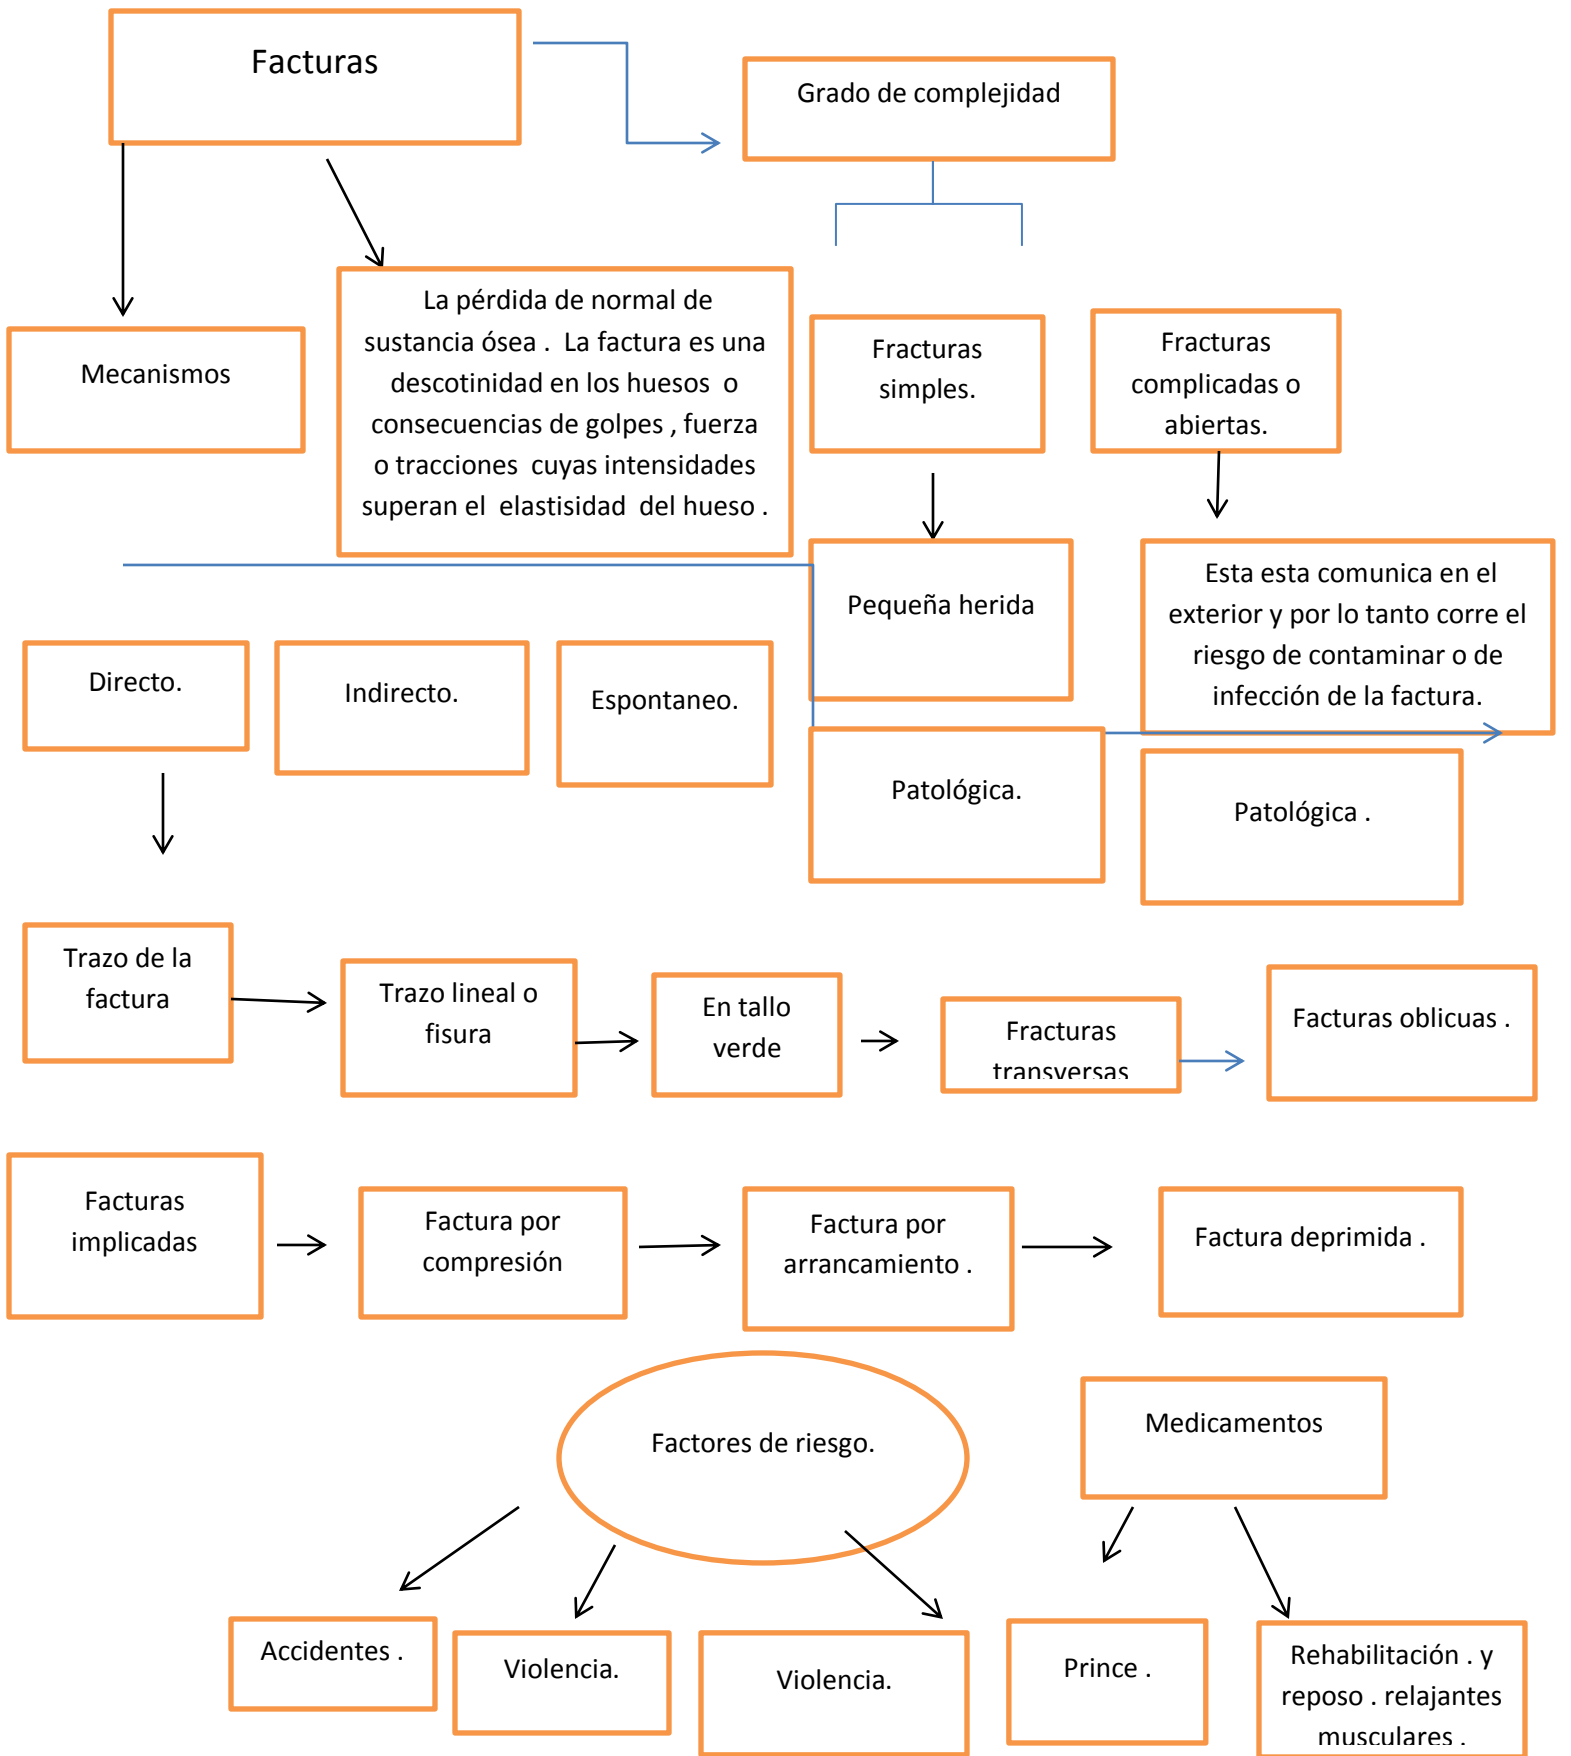 Facturas
Grado de complejidad
Mecanismos
La pérdida de normal de
sustancia ósea . La factura es una
descotinidad en los huesos o
consecuencias de golpes , fuerza
o tracciones cuyas intensidades
superan el elastisidad del hueso .
Fracturas
simples.
Fracturas
complicadas o
abiertas.
Pequeña herida
Esta esta comunica en el
exterior y por lo tanto corre el
riesgo de contaminar o de
infección de la factura.
Directo.
Indirecto.
Espontaneo.
Patológica.
Patológica .
Trazo de la
factura
Trazo lineal o
fisura
En tallo
verde
Fracturas
transversas
Facturas oblicuas .
Facturas
implicadas
Factura por
compresión
Factura por
arrancamiento .
Factura deprimida .
Factores de riesgo.
Medicamentos
Accidentes .
Violencia.
Violencia.
Prince .
Rehabilitación . y
reposo . relajantes
musculares .